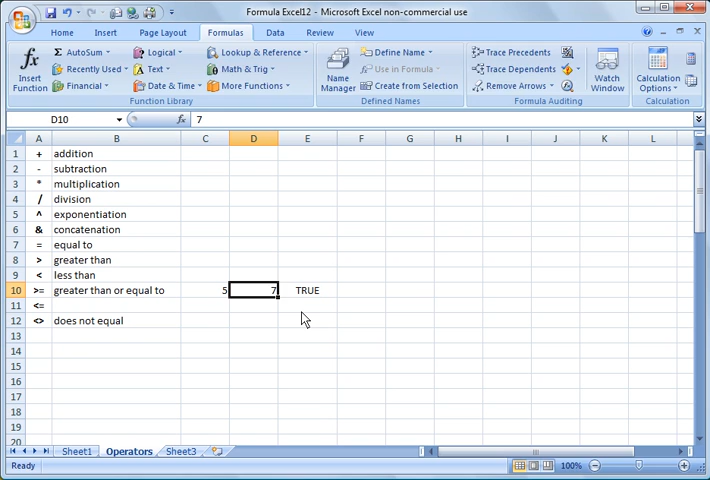 Formula Excel12 - Microsoft Excel non-commercial use
Home Insert Page Layout Formulas Data Review View
fx Insert Function
Σ AutoSum
Recently Used
Financial
Logical
Text
Date & Time
Lookup & Reference
Math & Trig
More Functions
Function Library
Name Manager
Define Name
Use in Formula
Create from Selection
Defined Names
Trace Precedents
Trace Dependents
Remove Arrows
Formula Auditing
Watch Window
Calculation Options
Calculation
D10 fx 7
A B C D E F G H I J K L
1 + addition
2 - subtraction
3 * multiplication
4 / division
5 ^ exponentiation
6 & concatenation
7 = equal to
8 > greater than
9 < less than
10 >= greater than or equal to 5 7 TRUE
11 <=
12 <> does not equal
13
14
15
16
17
18
19
20
Sheet1 Operators Sheet3
Ready 100%